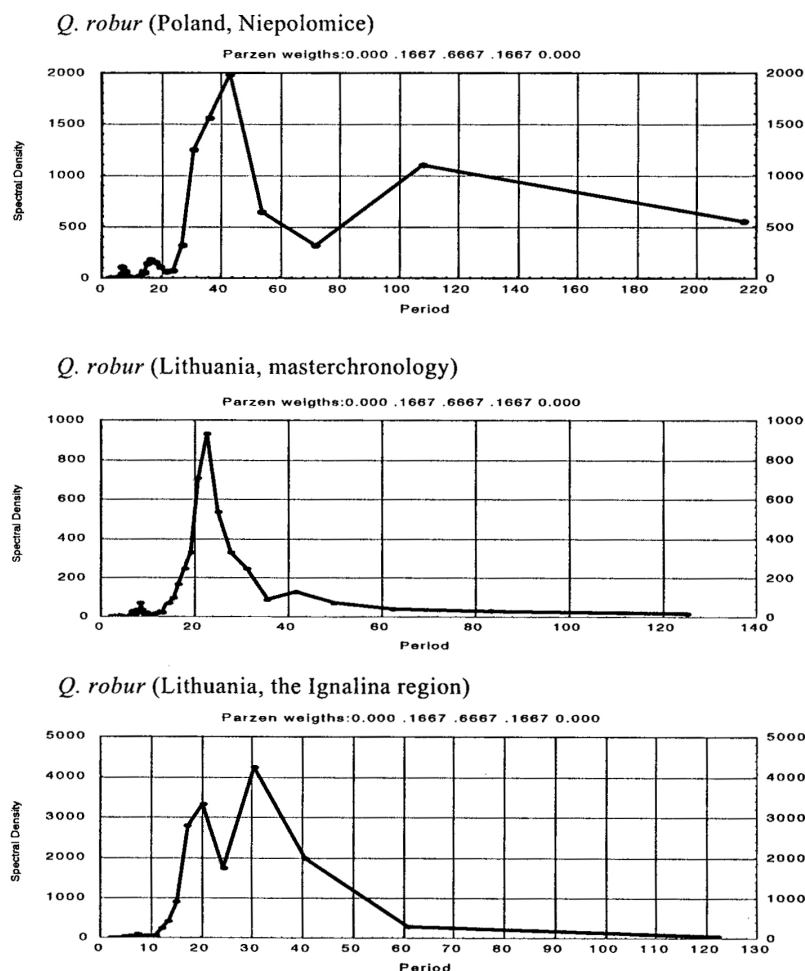 Q. robur (Poland, Niepolomice)
Parzen weigths:0.000 .1667 .6667 .1667 0.000
2000 2000
1500 1500
1000 1000
500 500
0 0
Spectral Density
0 20 40 60 80 100 120 140 160 180 200 220
Period
Q. robur (Lithuania, masterchronology)
Parzen weigths:0.000 .1667 .6667 .1667 0.000
1000 1000
800 800
600 600
400 400
200 200
0 0
Spectral Density
0 20 40 60 80 100 120 140
Period
Q. robur (Lithuania, the Ignalina region)
Parzen weigths:0.000 .1667 .6667 .1667 0.000
5000 5000
4000 4000
3000 3000
2000 2000
1000 1000
0 0
Spectral Density
0 10 20 30 40 50 60 70 80 90 100 110 120 130
Period